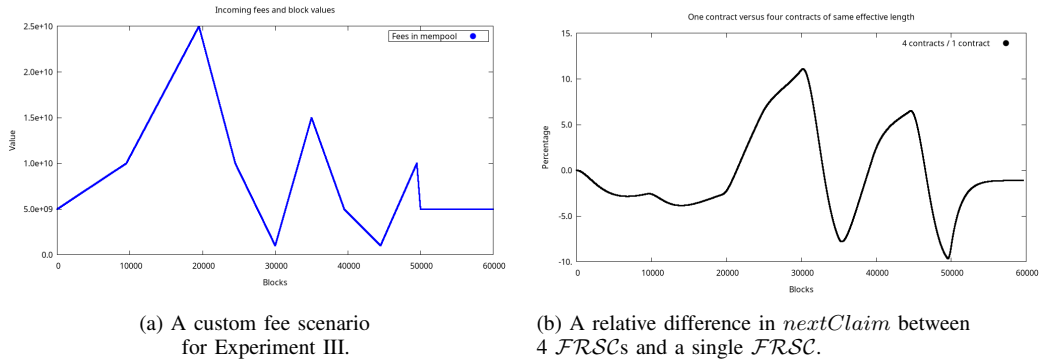 Incoming fees and block values
2.5e+10
2.0e+10
1.5e+10
1.0e+10
5.0e+09
0.0
Value
Fees in mempool
0 10000 20000 30000 40000 50000 60000
Blocks
(a) A custom fee scenario
for Experiment III.
One contract versus four contracts of same effective length
15.
10.
5.0
0.0
-5.0
-10.
Percentage
4 contracts / 1 contract
0 10000 20000 30000 40000 50000 60000
Blocks
(b) A relative difference in nextClaim between
4 FRSCs and a single FRSC.